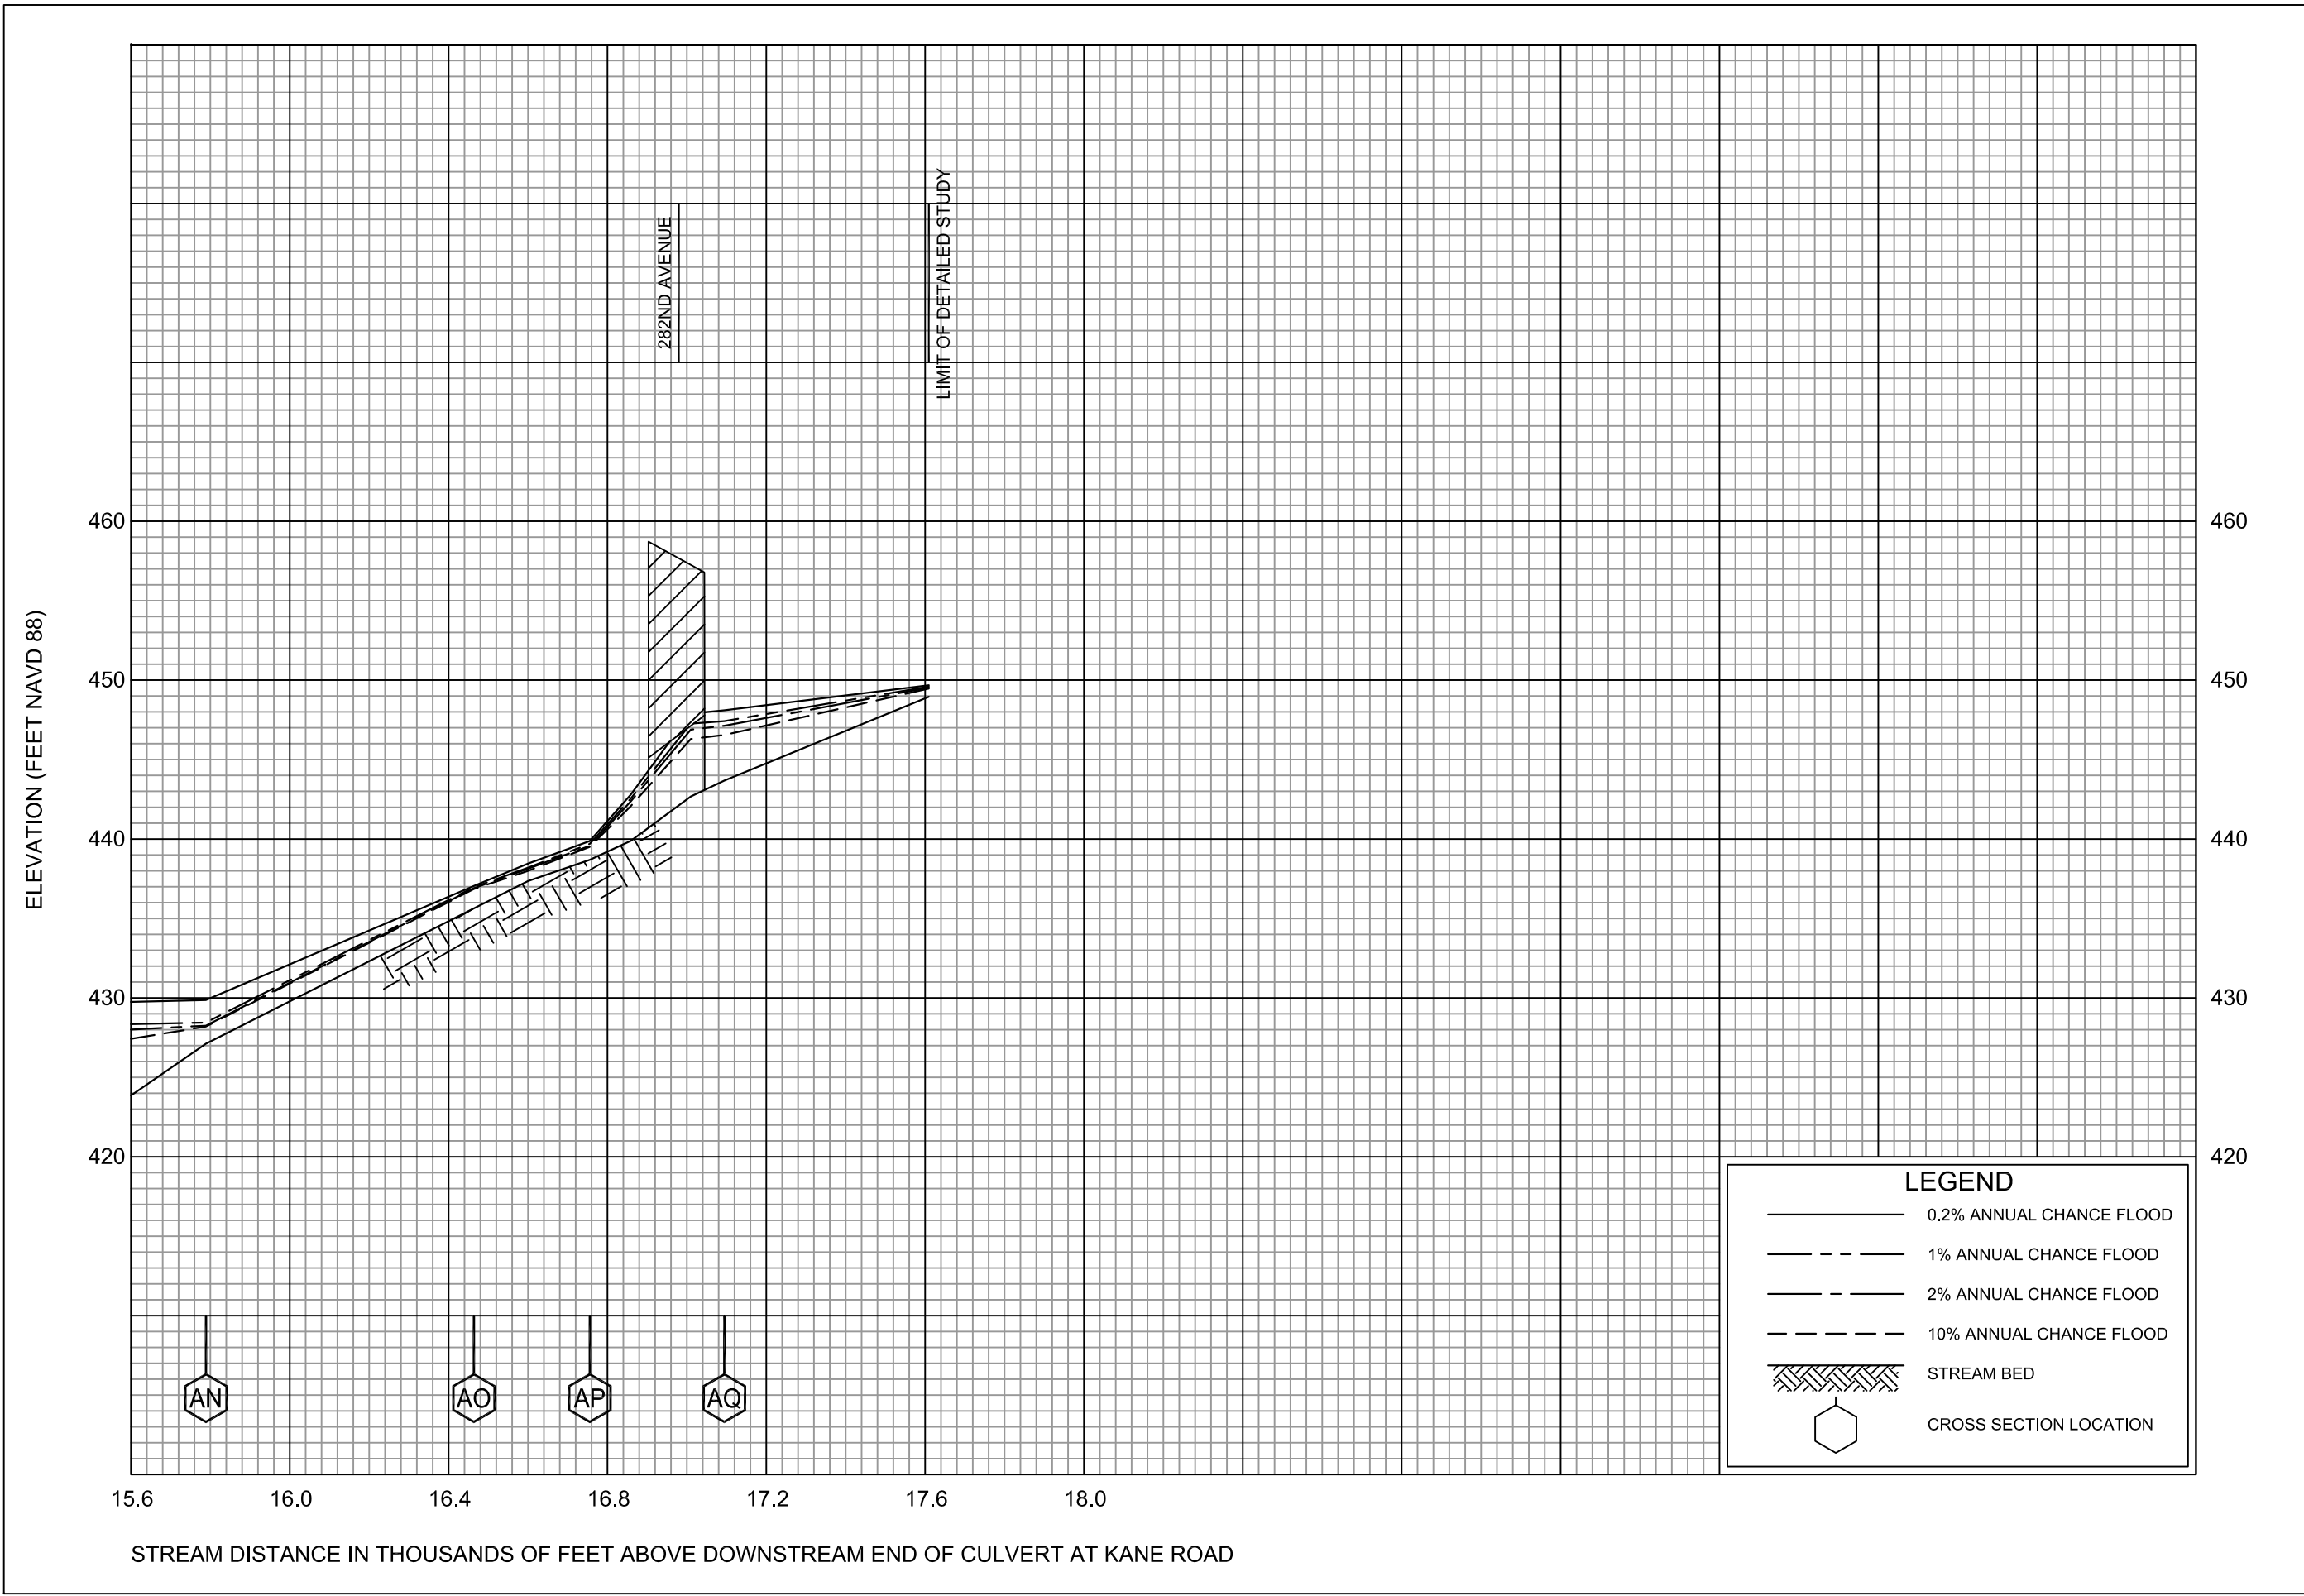 282ND AVENUE
LIMIT OF DETAILED STUDY
ELEVATION (FEET NAVD 88)
460
460
450
450
440
440
430
430
420
420
LEGEND
0.2% ANNUAL CHANCE FLOOD
1% ANNUAL CHANCE FLOOD
2% ANNUAL CHANCE FLOOD
10% ANNUAL CHANCE FLOOD
STREAM BED
CROSS SECTION LOCATION
AN
AO
AP
AQ
15.6
16.0
16.4
16.8
17.2
17.6
18.0
STREAM DISTANCE IN THOUSANDS OF FEET ABOVE DOWNSTREAM END OF CULVERT AT KANE ROAD